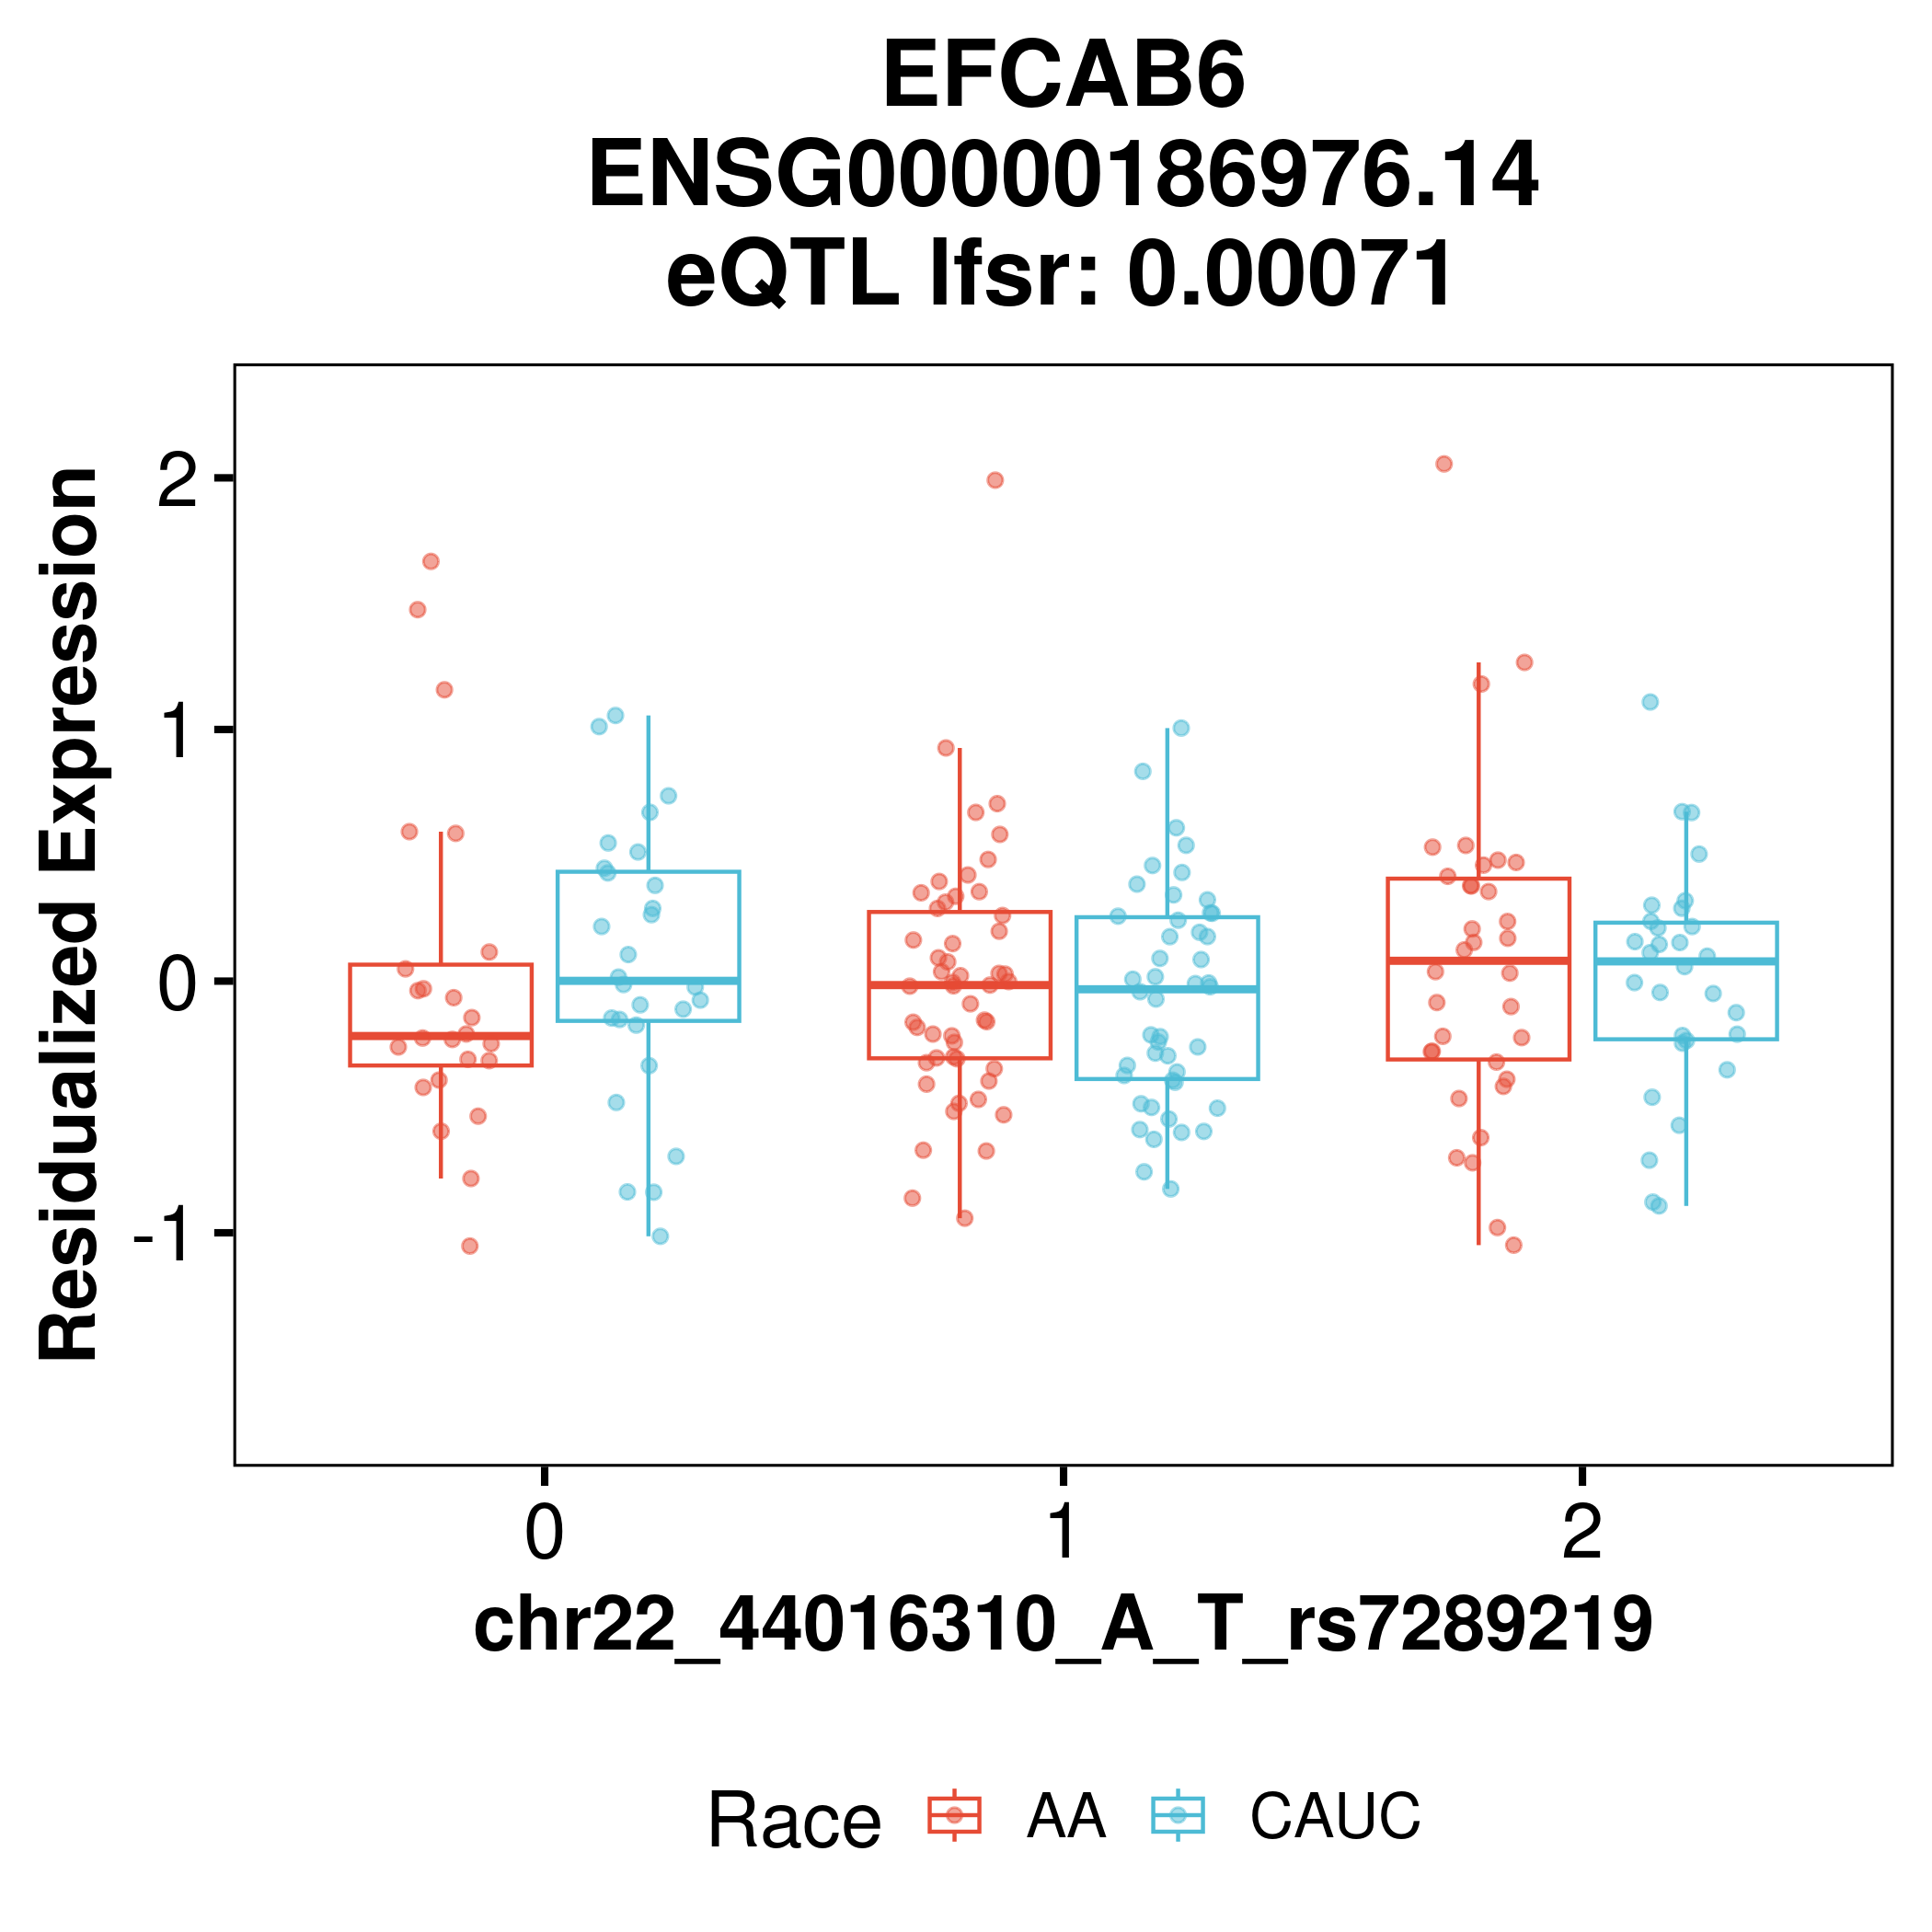 EFCAB6
ENSG00000186976.14
eQTL lfsr: 0.00071
Residualized Expression
2
1
0
-1
0 1 2
chr22_44016310_A_T_rs7289219
Race AA CAUC